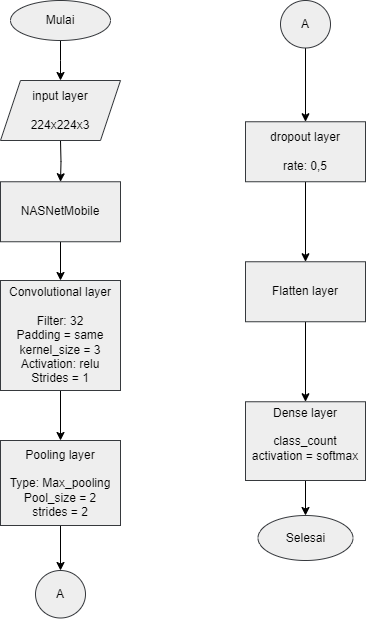 Mulai
input layer
224x224x3
NASNetMobile
Convolutional layer
Filter: 32
Padding = same
kernel_size = 3
Activation: relu
Strides = 1
Pooling layer
Type: Max_pooling
Pool_size = 2
strides = 2
A
A
dropout layer
rate: 0,5
Flatten layer
Dense layer
class_count
activation = softmax
Selesai